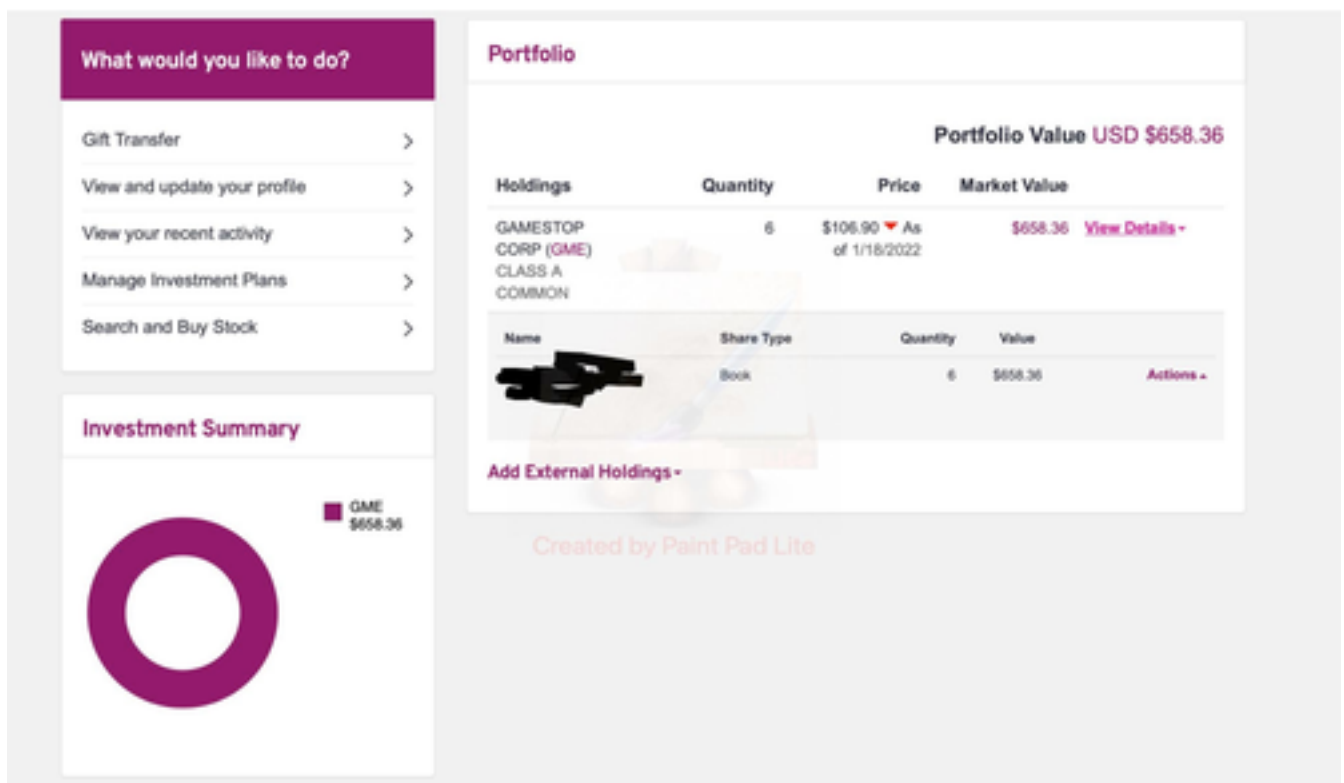 What would you like to do?
Gift Transfer
View and update your profile
View your recent activity
Manage Investment Plans
Search and Buy Stock
Investment Summary
GME
$658.36
Portfolio
Portfolio Value USD $658.36
Holdings Quantity Price Market Value
GAMESTOP 6 $106.90 As $658.36 View Details
CORP (GME) of 1/18/2022
CLASS A
COMMON
Name Share Type Quantity Value
Book 6 $658.36 Actions
Add External Holdings
Created by Paint Pad Lite